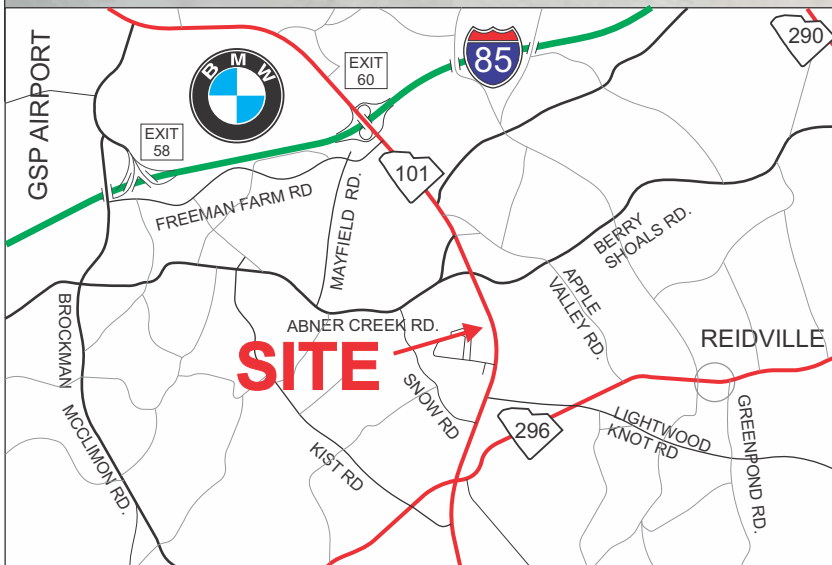 290
85
BMW
EXIT
60
GSP AIRPORT
EXIT
58
101
FREEMAN FARM RD
MAYFIELD RD.
BERRY
SHOALS RD.
APPLE
VALLEY RD.
BROCKMAN
MCCLIMON RD.
ABNER CREEK RD.
SITE
REIDVILLE
SNOW RD
296
LIGHTWOOD
KNOT RD
GREENPOND RD.
KIST RD